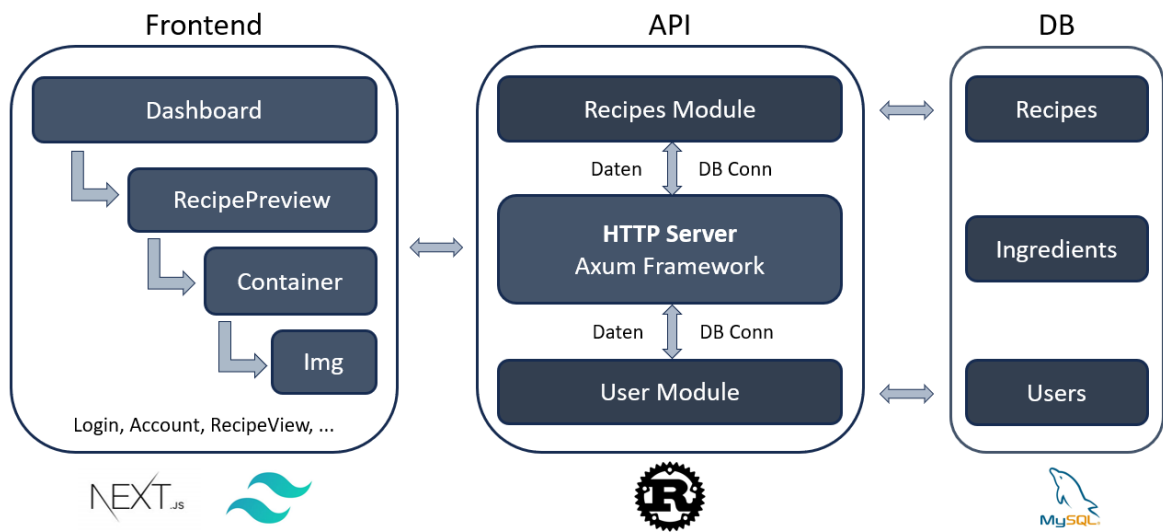 Frontend
Dashboard
RecipePreview
Container
Img
Login, Account, RecipeView, ...
NEXT.JS
API
Recipes Module
Daten DB Conn
HTTP Server
Axum Framework
Daten DB Conn
User Module
R
DB
Recipes
Ingredients
Users
MySQL